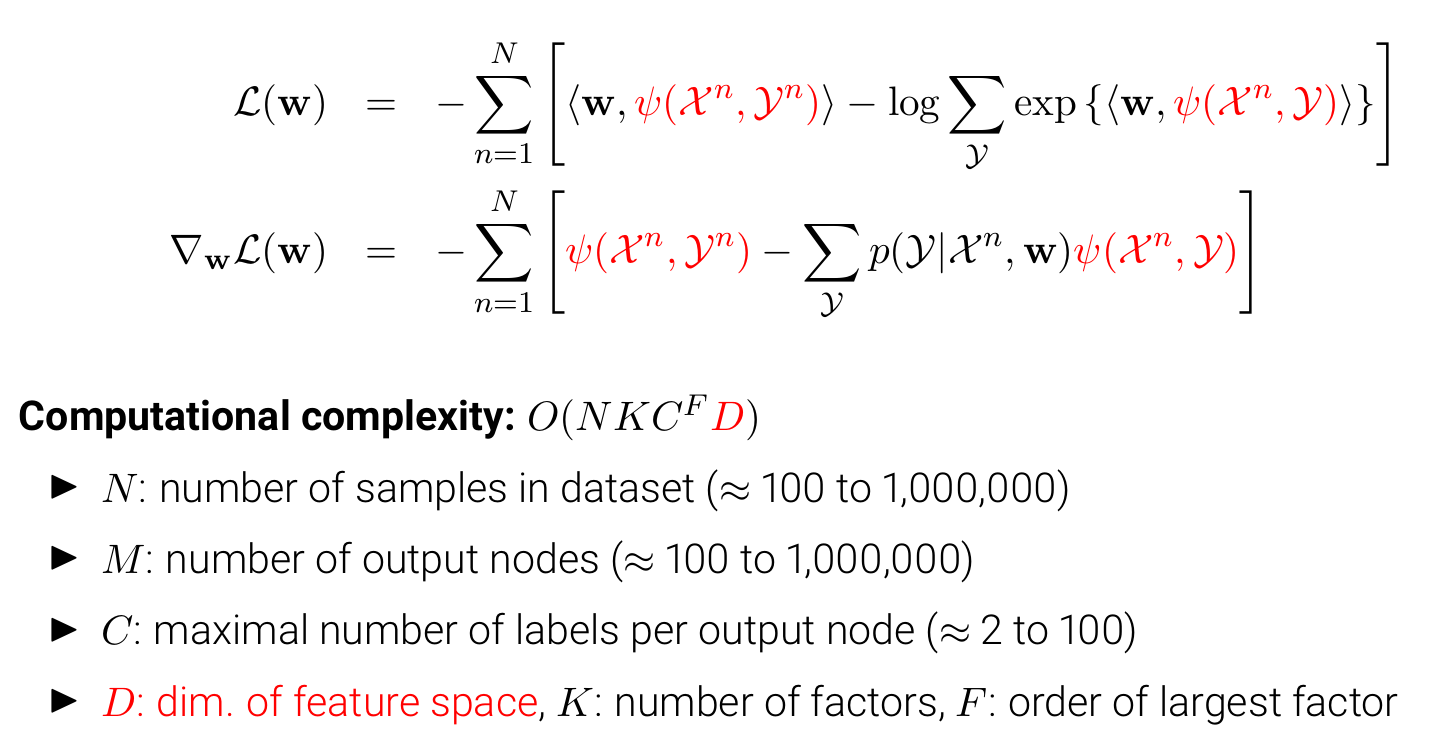 $\mathcal{L}(\mathbf{w}) = -\sum_{n=1}^{N} \left[ \langle \mathbf{w}, \psi(\mathcal{X}^n, \mathcal{Y}^n) \rangle - \log \sum_{\mathcal{Y}} \exp \{ \langle \mathbf{w}, \psi(\mathcal{X}^n, \mathcal{Y}) \rangle \} \right]$
$\nabla_{\mathbf{w}} \mathcal{L}(\mathbf{w}) = -\sum_{n=1}^{N} \left[ \psi(\mathcal{X}^n, \mathcal{Y}^n) - \sum_{\mathcal{Y}} p(\mathcal{Y}|\mathcal{X}^n, \mathbf{w}) \psi(\mathcal{X}^n, \mathcal{Y}) \right]$
Computational complexity: $O(NKC^F D)$
▶ $N$: number of samples in dataset (≈ 100 to 1,000,000)
▶ $M$: number of output nodes (≈ 100 to 1,000,000)
▶ $C$: maximal number of labels per output node (≈ 2 to 100)
▶ $D$: dim. of feature space, $K$: number of factors, $F$: order of largest factor